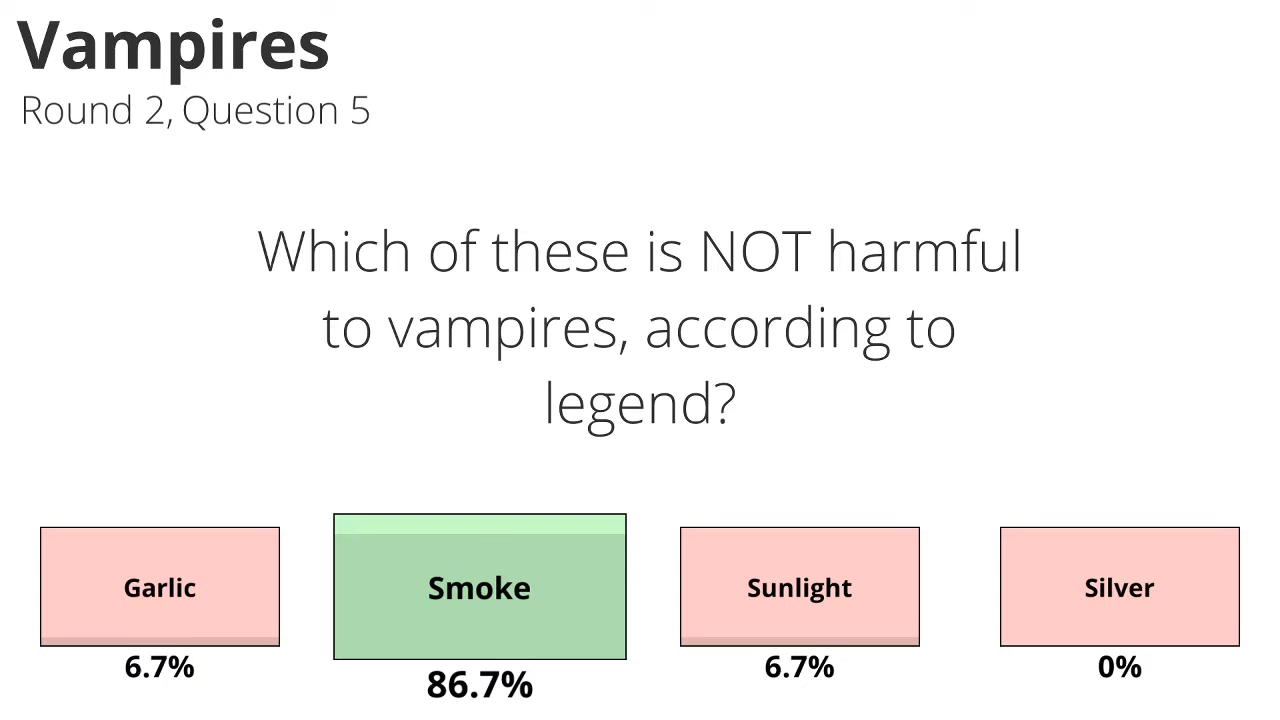 Vampires
Round 2, Question 5
Which of these is NOT harmful
to vampires, according to
legend?
Garlic
Smoke
Sunlight
Silver
6.7%
86.7%
6.7%
0%